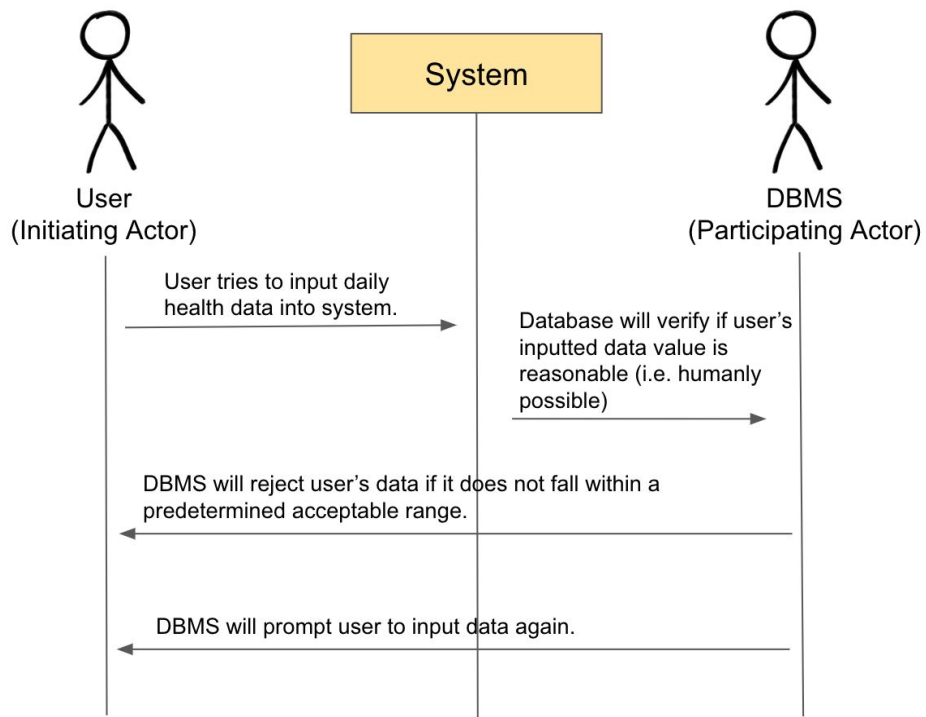 System
User
(Initiating Actor)
DBMS
(Participating Actor)
User tries to input daily
health data into system.
Database will verify if user's
inputted data value is
reasonable (i.e. humanly
possible)
DBMS will reject user's data if it does not fall within a
predetermined acceptable range.
DBMS will prompt user to input data again.